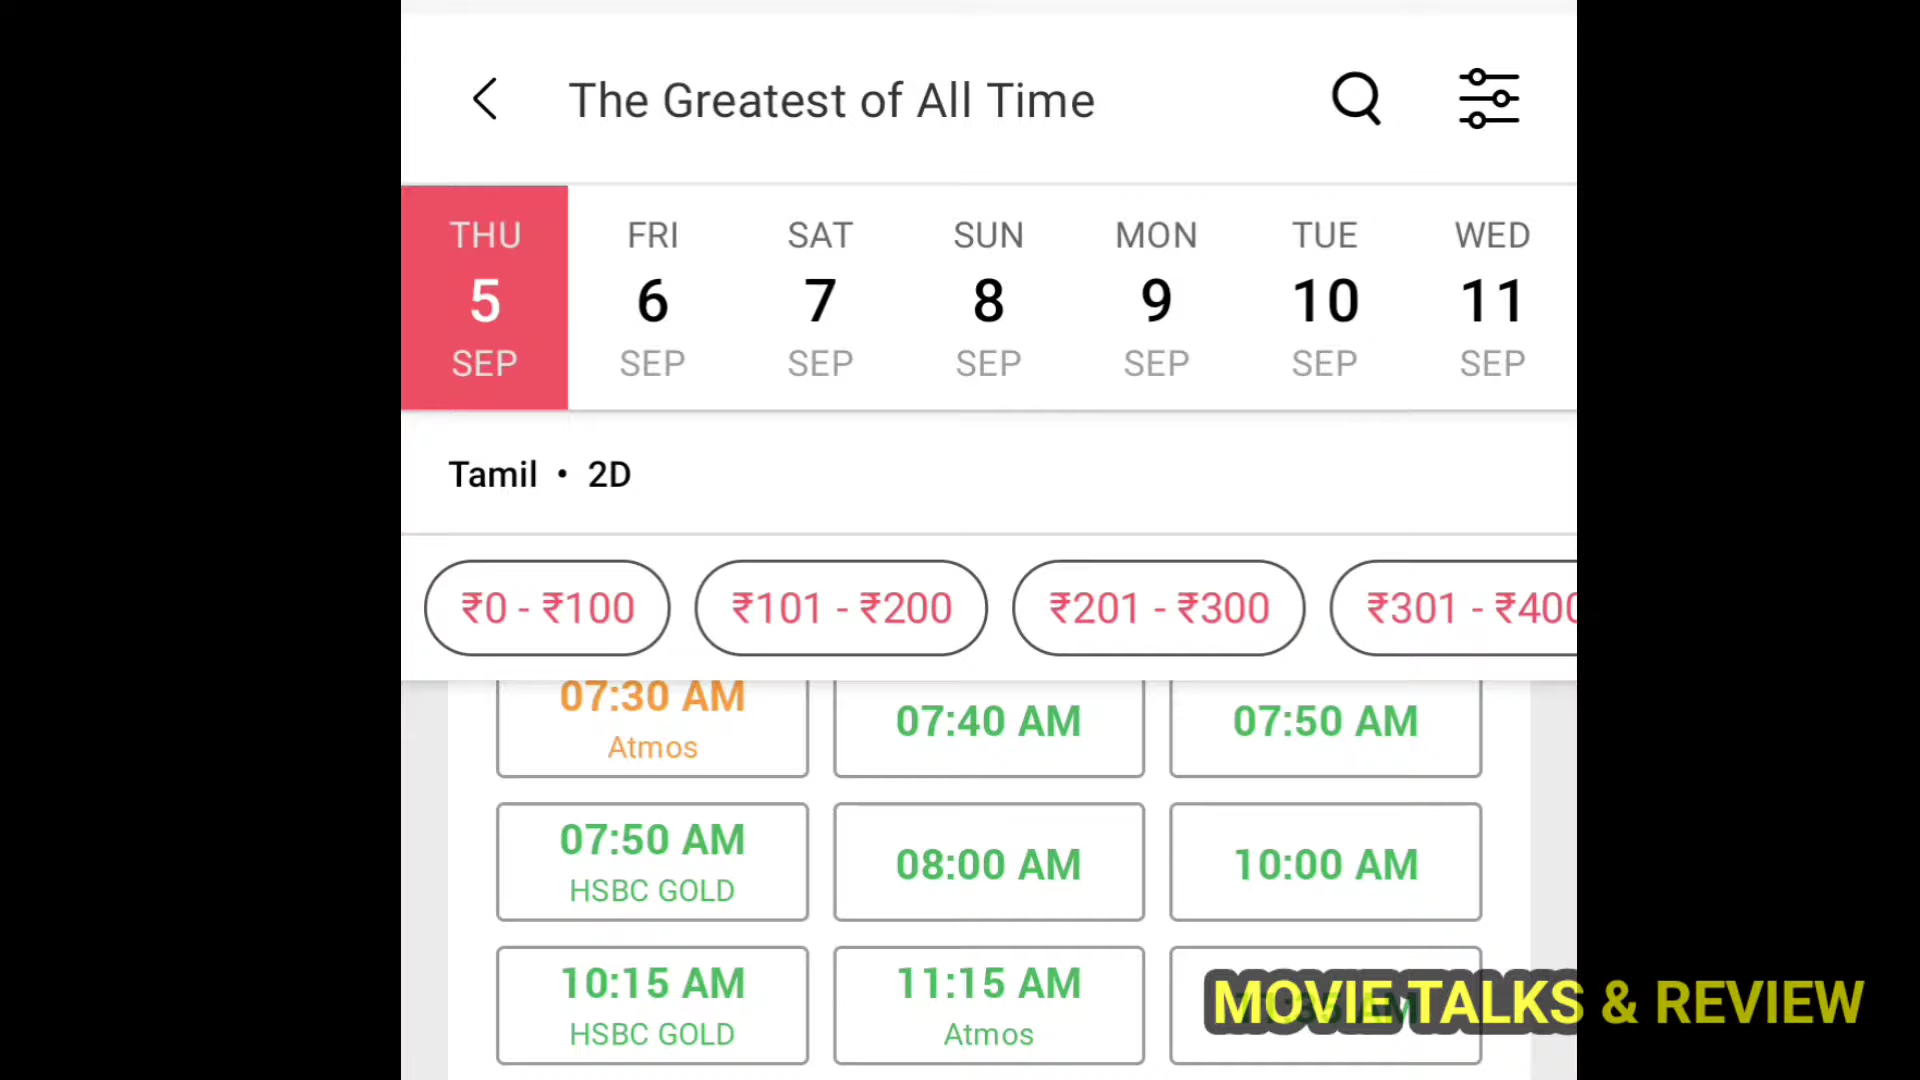 The Greatest of All Time
THU FRI SAT SUN MON TUE WED
5 6 7 8 9 10 11
SEP SEP SEP SEP SEP SEP SEP
Tamil • 2D
₹0 - ₹100 ₹101 - ₹200 ₹201 - ₹300 ₹301 - ₹400
07:30 AM 07:40 AM 07:50 AM
Atmos
07:50 AM 08:00 AM 10:00 AM
HSBC GOLD
10:15 AM 11:15 AM
HSBC GOLD Atmos
MOVIE TALKS & REVIEW